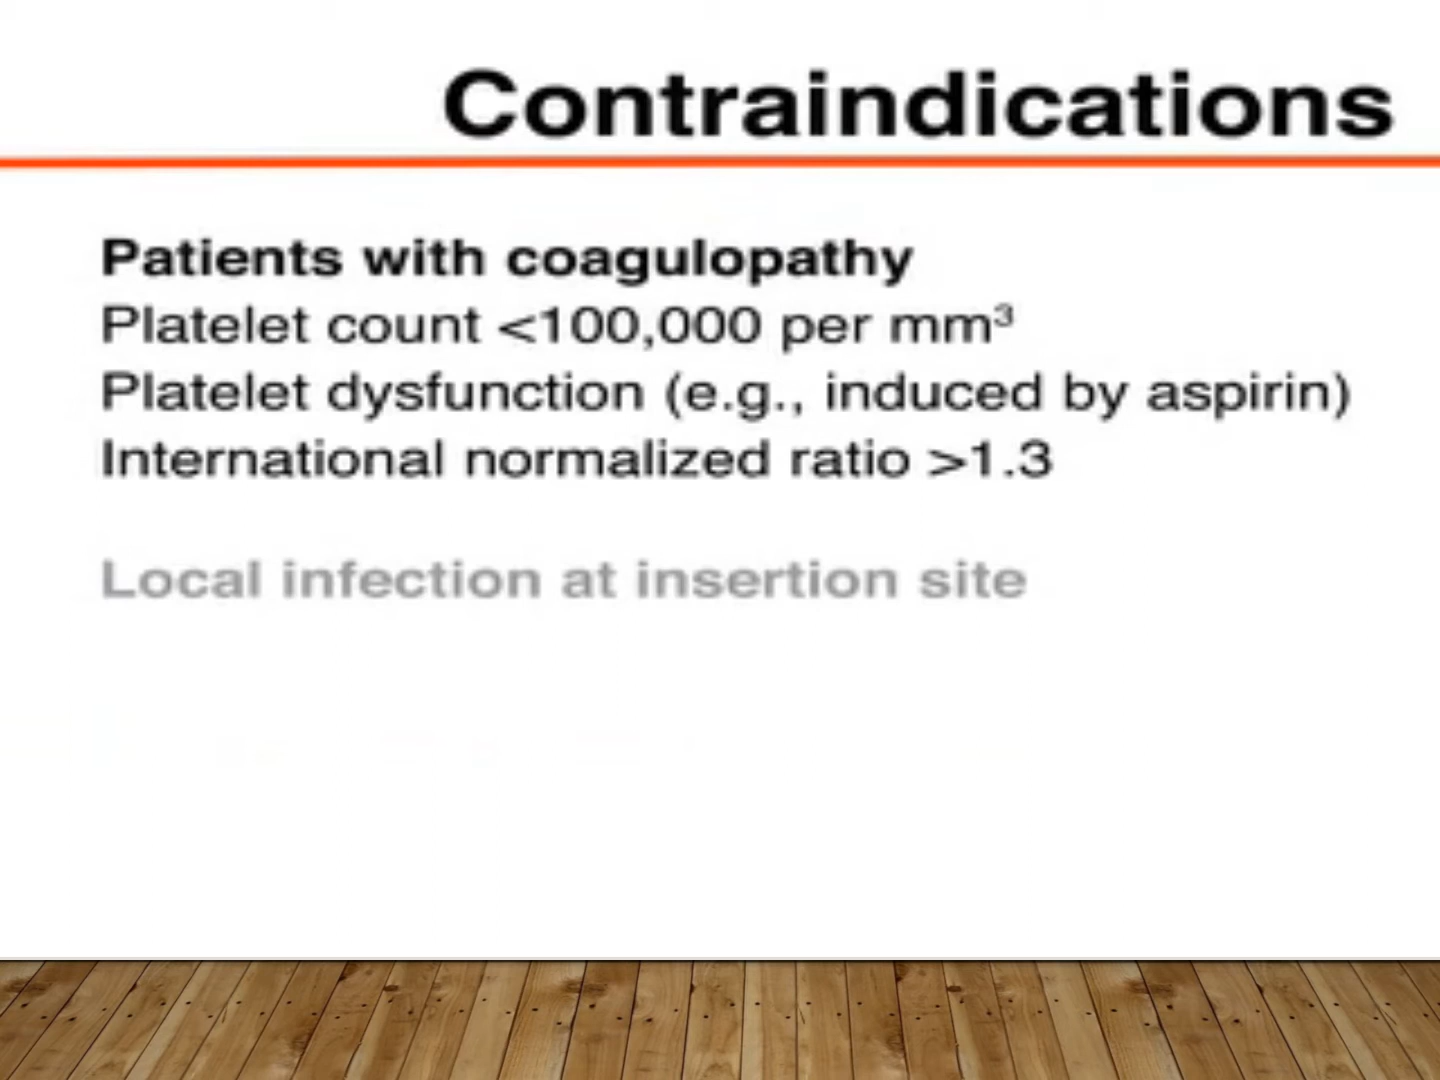 Contraindications
Patients with coagulopathy
Platelet count <100,000 per mm³
Platelet dysfunction (e.g., induced by aspirin)
International normalized ratio >1.3
Local infection at insertion site